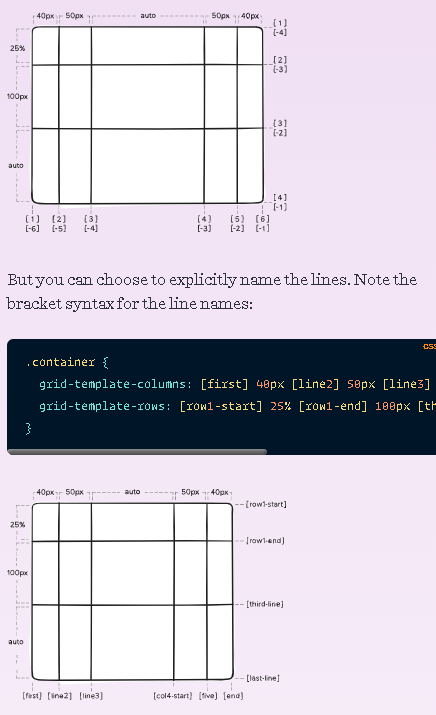 40px 50px auto 50px 40px
[1]
[-4]
25%
[2]
[-3]
100px
[3]
[-2]
auto
[4]
[-1]
[1] [2] [3] [4] [5] [6]
[-6] [-5] [-4] [-3] [-2] [-1]
But you can choose to explicitly name the lines. Note the
bracket syntax for the line names:
css
.container {
grid-template-columns: [first] 40px [line2] 50px [line3]
grid-template-rows: [row1-start] 25% [row1-end] 100px [th
}
40px 50px auto 50px 40px
[row1-start]
25%
[row1-end]
100px
[third-line]
auto
[last-line]
[first] [line2] [line3] [col4-start] [five] [end]